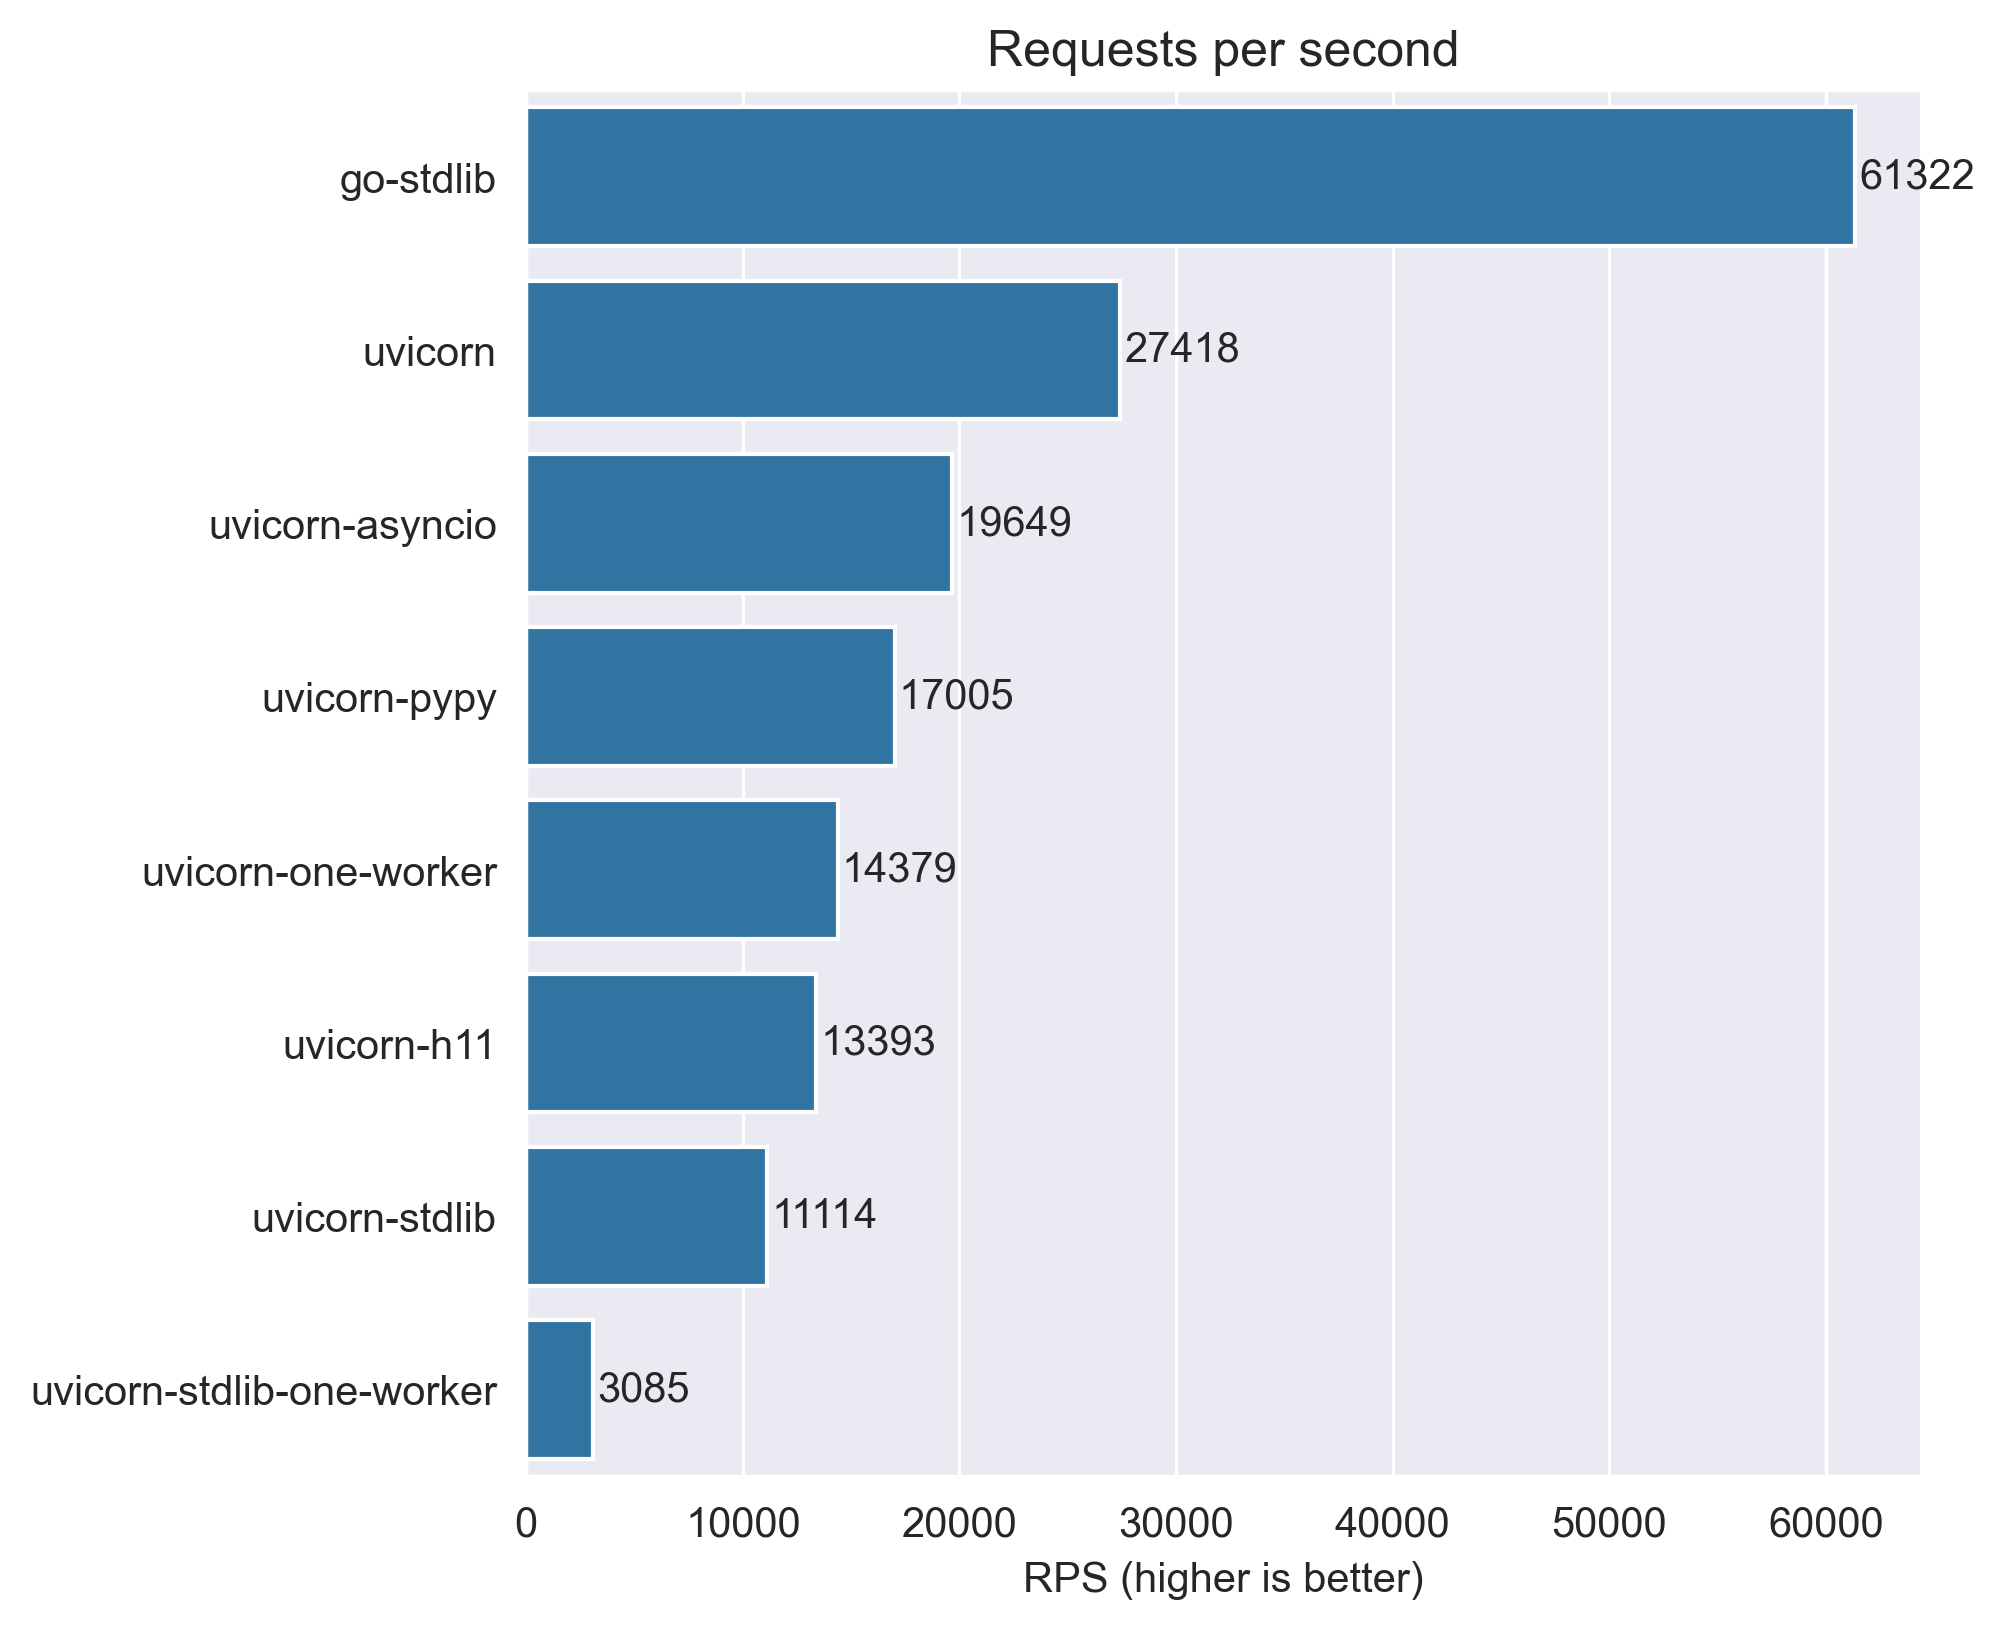 Requests per second
go-stdlib 61322
uvicorn 27418
uvicorn-asyncio 19649
uvicorn-pypy 17005
uvicorn-one-worker 14379
uvicorn-h11 13393
uvicorn-stdlib 11114
uvicorn-stdlib-one-worker 3085
0 10000 20000 30000 40000 50000 60000
RPS (higher is better)